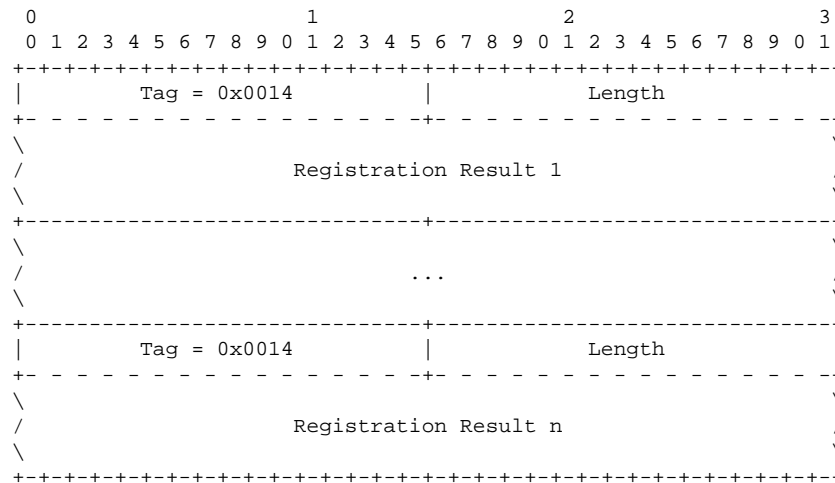 0                   1                   2                   3
0 1 2 3 4 5 6 7 8 9 0 1 2 3 4 5 6 7 8 9 0 1 2 3 4 5 6 7 8 9 0 1
+-+-+-+-+-+-+-+-+-+-+-+-+-+-+-+-+-+-+-+-+-+-+-+-+-+-+-+-+-+-+-+-
|         Tag = 0x0014          |            Length
+- - - - - - - - - - - - - - - -+- - - - - - - - - - - - - - - --
\                                                               \
/                     Registration Result 1                     /
\                                                               \
+-------------------------------+--------------------------------
\                                                               \
/                              ...                              /
\                                                               \
+-------------------------------+--------------------------------
|         Tag = 0x0014          |            Length
+- - - - - - - - - - - - - - - -+- - - - - - - - - - - - - - - --
\                                                               \
/                     Registration Result n                     /
\                                                               \
+-+-+-+-+-+-+-+-+-+-+-+-+-+-+-+-+-+-+-+-+-+-+-+-+-+-+-+-+-+-+-+-